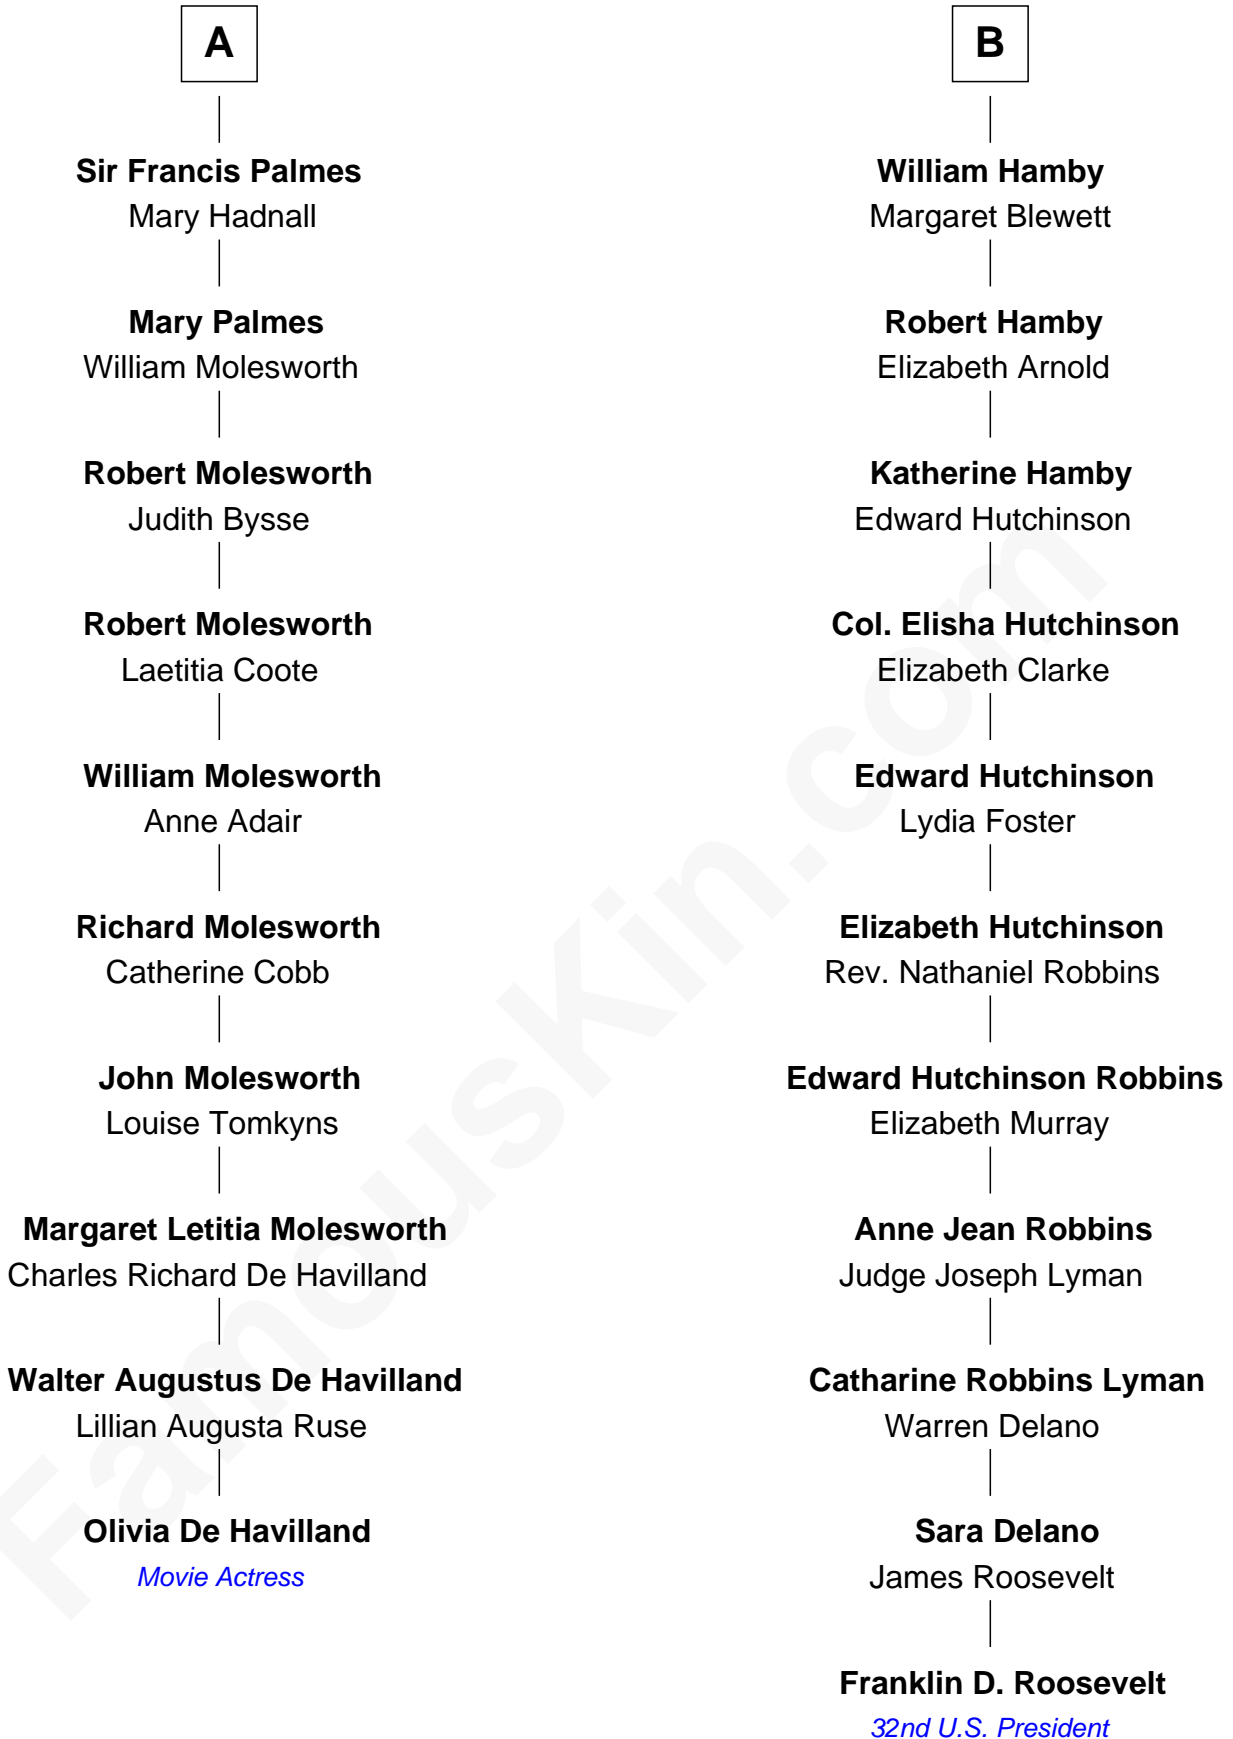 A
Sir Francis Palmes
Mary Hadnall
Mary Palmes
William Molesworth
Robert Molesworth
Judith Bysse
Robert Molesworth
Laetitia Coote
William Molesworth
Anne Adair
Richard Molesworth
Catherine Cobb
John Molesworth
Louise Tomkyns
Margaret Letitia Molesworth
Charles Richard De Havilland
Walter Augustus De Havilland
Lillian Augusta Ruse
Olivia De Havilland
Movie Actress
B
William Hamby
Margaret Blewett
Robert Hamby
Elizabeth Arnold
Katherine Hamby
Edward Hutchinson
Col. Elisha Hutchinson
Elizabeth Clarke
Edward Hutchinson
Lydia Foster
Elizabeth Hutchinson
Rev. Nathaniel Robbins
Edward Hutchinson Robbins
Elizabeth Murray
Anne Jean Robbins
Judge Joseph Lyman
Catharine Robbins Lyman
Warren Delano
Sara Delano
James Roosevelt
Franklin D. Roosevelt
32nd U.S. President
FamousKin.com